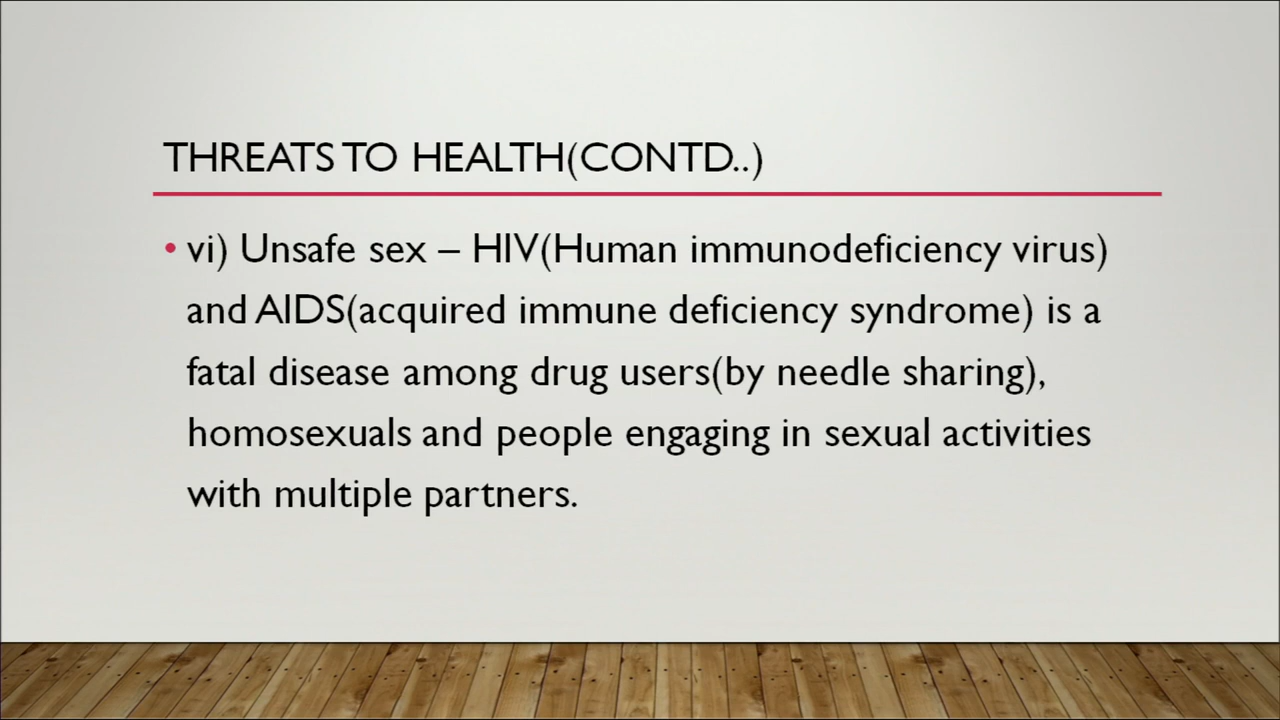 THREATS TO HEALTH(CONTD..)
• vi) Unsafe sex – HIV(Human immunodeficiency virus)
and AIDS(acquired immune deficiency syndrome) is a
fatal disease among drug users(by needle sharing),
homosexuals and people engaging in sexual activities
with multiple partners.